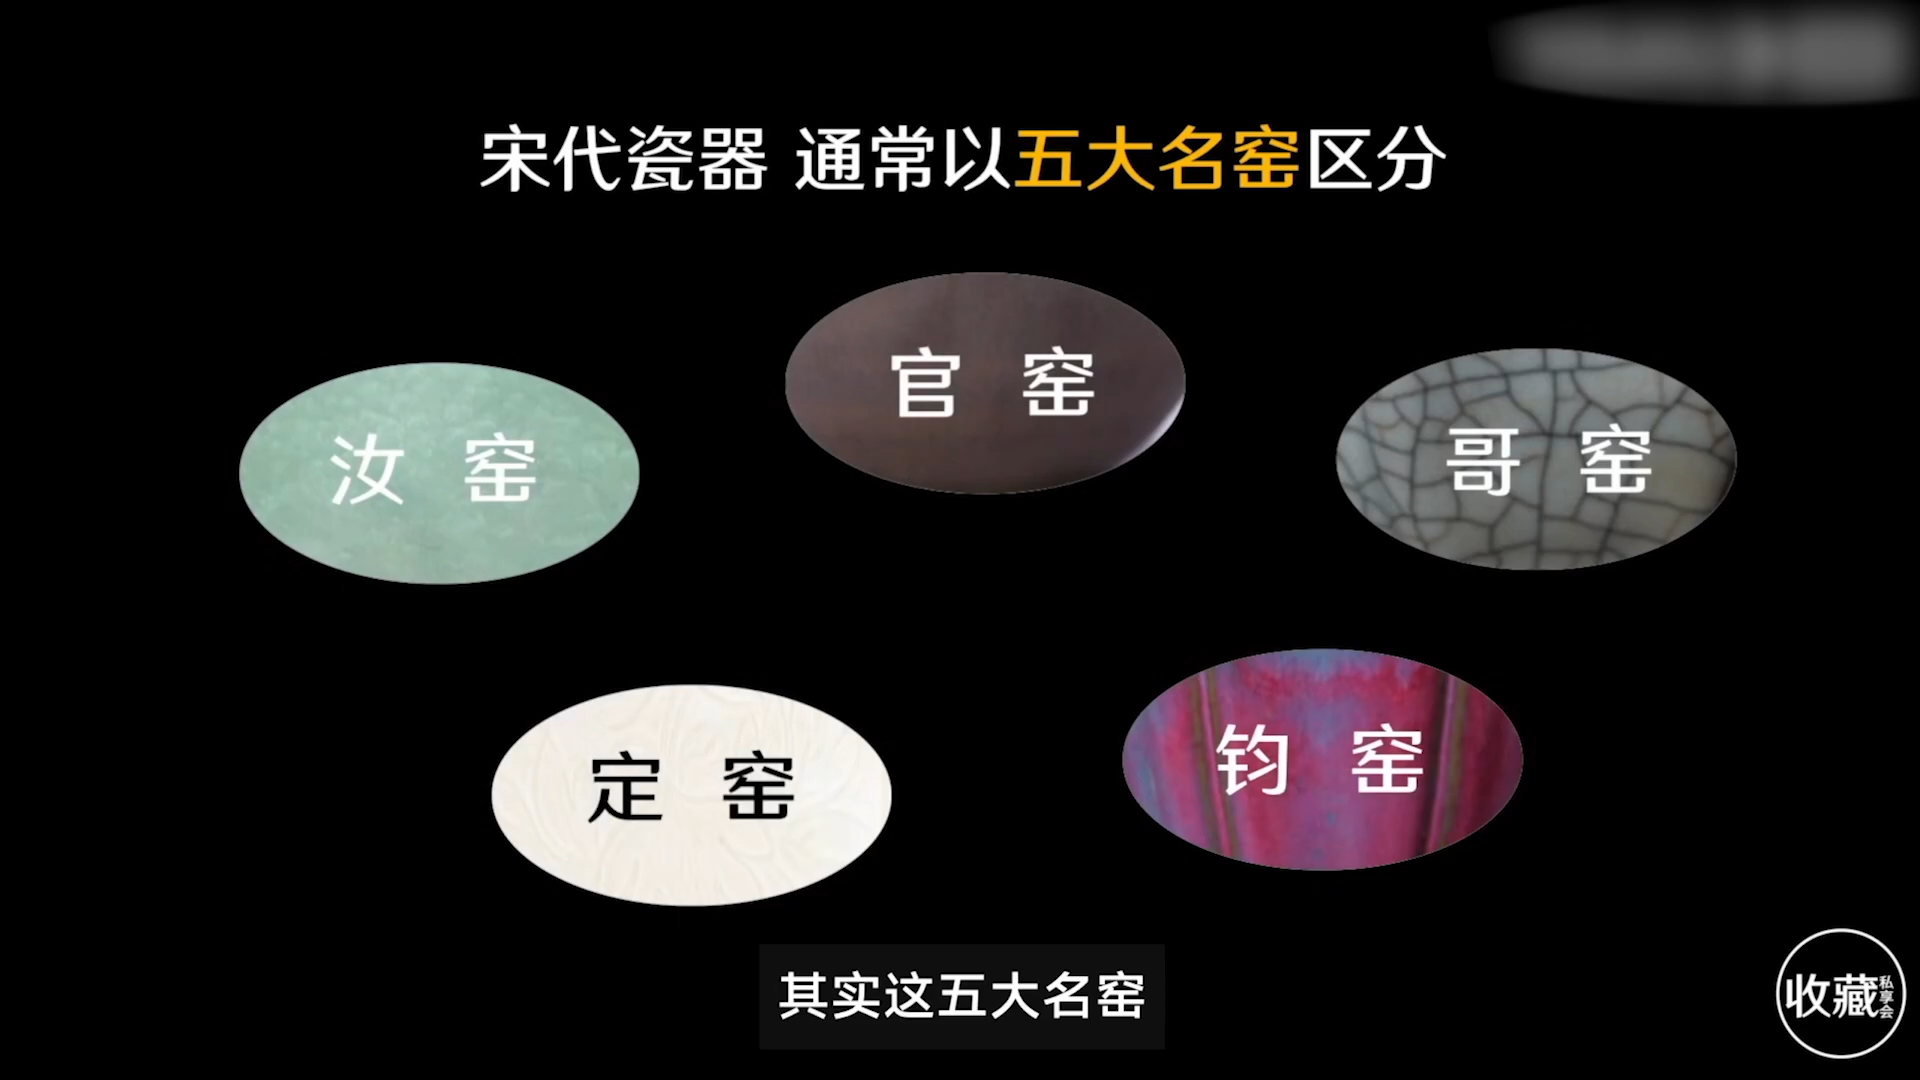 宋代瓷器 通常以五大名窑区分
官 窑
汝 窑
哥 窑
定 窑
钧 窑
其实这五大名窑
收藏私享会